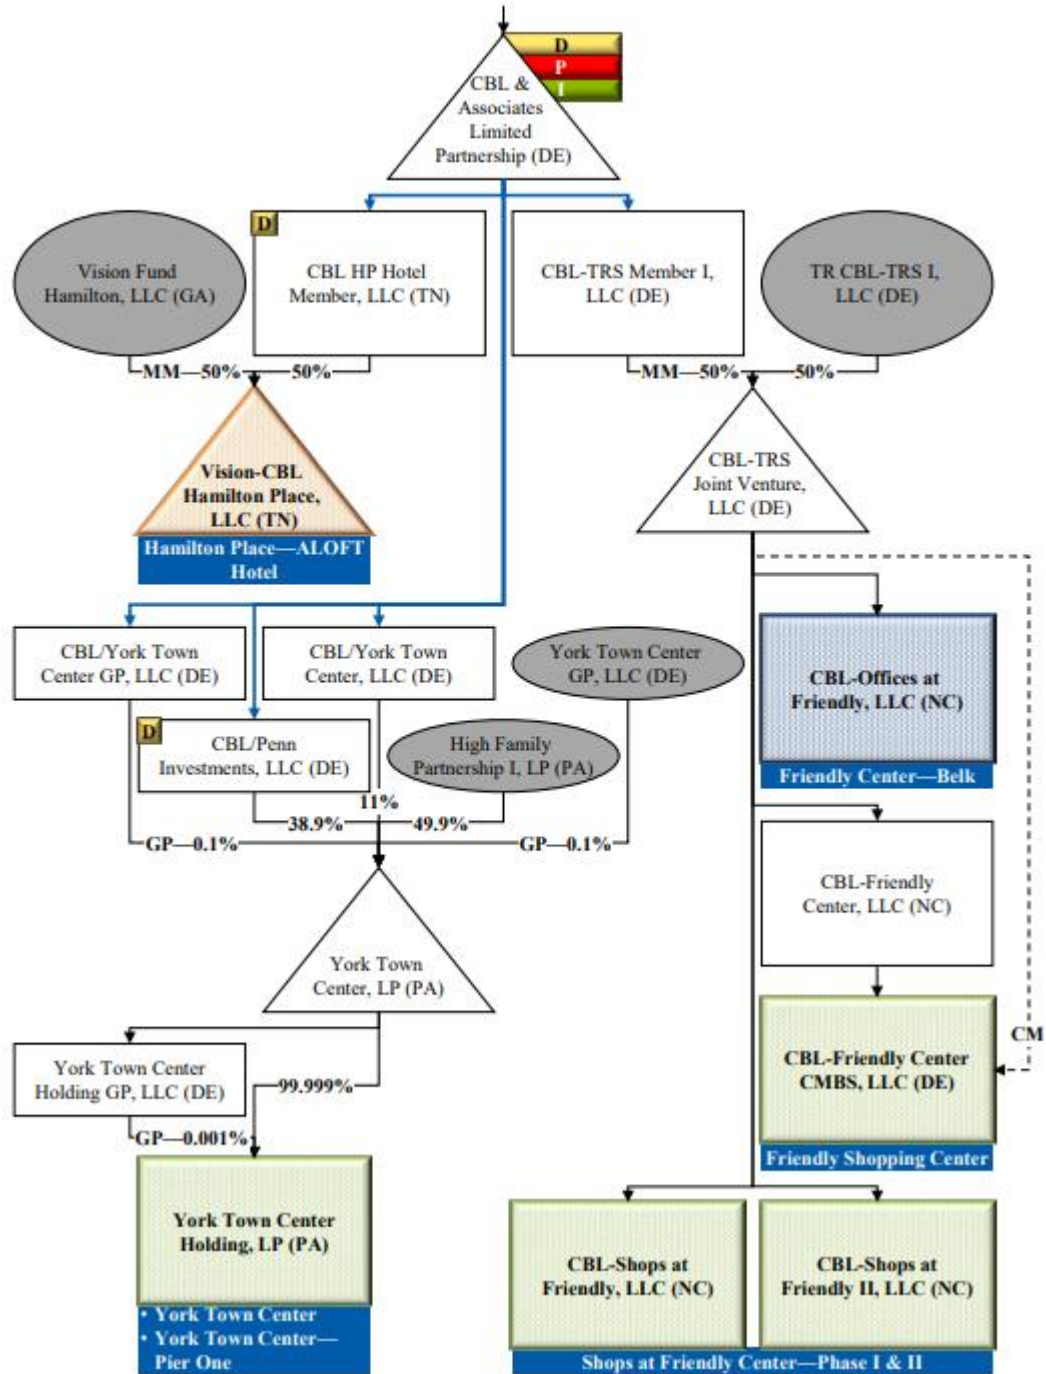 D
P
I
CBL &
Associates
Limited
Partnership (DE)
Vision Fund
Hamilton, LLC (GA)
D
CBL HP Hotel
Member, LLC (TN)
CBL-TRS Member I,
LLC (DE)
TR CBL-TRS I,
LLC (DE)
MM—50%
50%
MM—50%
50%
Vision-CBL
Hamilton Place,
LLC (TN)
Hamilton Place—ALOFT
Hotel
CBL-TRS
Joint Venture,
LLC (DE)
CBL/York Town
Center GP, LLC (DE)
CBL/York Town
Center, LLC (DE)
York Town Center
GP, LLC (DE)
CBL-Offices at
Friendly, LLC (NC)
Friendly Center—Belk
D
CBL/Penn
Investments, LLC (DE)
High Family
Partnership I, LP (PA)
11%
38.9%
49.9%
GP—0.1%
GP—0.1%
CBL-Friendly
Center, LLC (NC)
York Town
Center, LP (PA)
CM
CBL-Friendly Center
CMBS, LLC (DE)
Friendly Shopping Center
York Town Center
Holding GP, LLC (DE)
99.999%
GP—0.001%
York Town Center
Holding, LP (PA)
• York Town Center
• York Town Center—
Pier One
CBL-Shops at
Friendly, LLC (NC)
CBL-Shops at
Friendly II, LLC (NC)
Shops at Friendly Center—Phase I & II